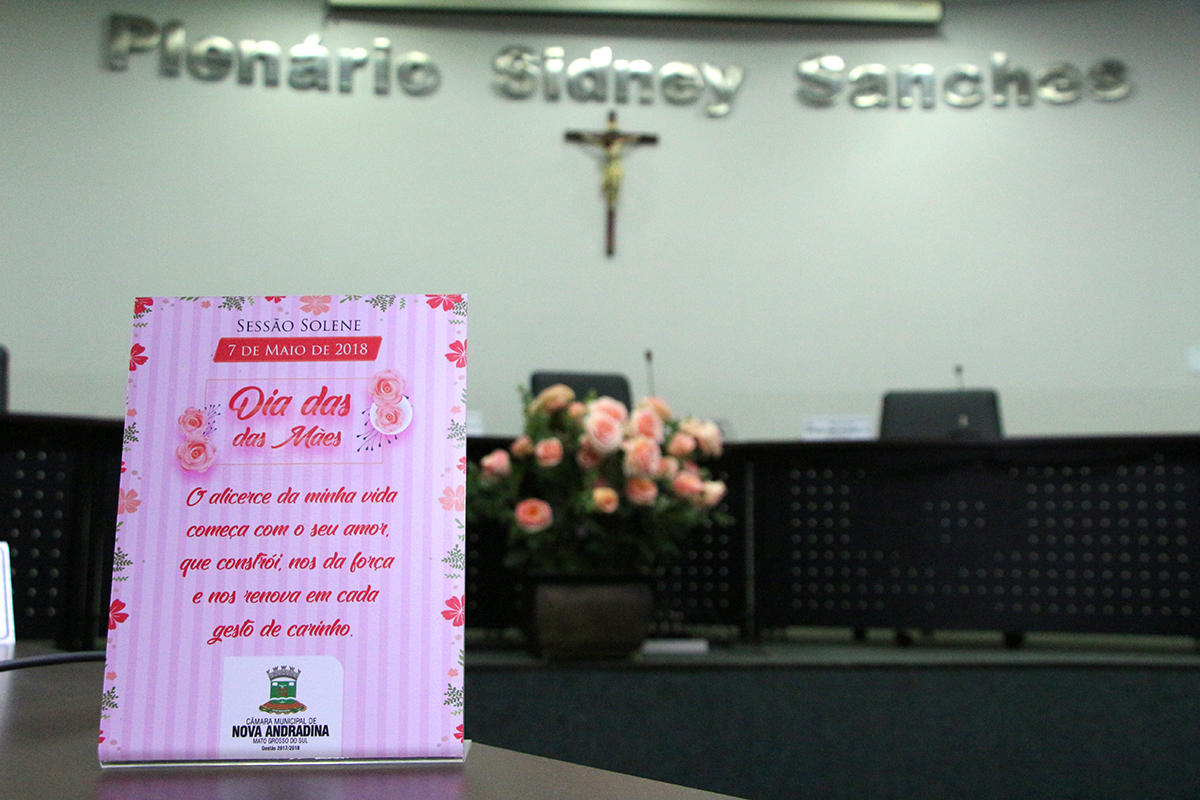 Plenário Sidney Sanches
SESSÃO SOLENE
7 DE MAIO DE 2018
Dia das
das Mães
O alicerce da minha vida
começa com o seu amor,
que constrói, nos da força
e nos renova em cada
gesto de carinho.
CÂMARA MUNICIPAL DE
NOVA ANDRADINA
MATO GROSSO DO SUL
Gestão 2017/2018